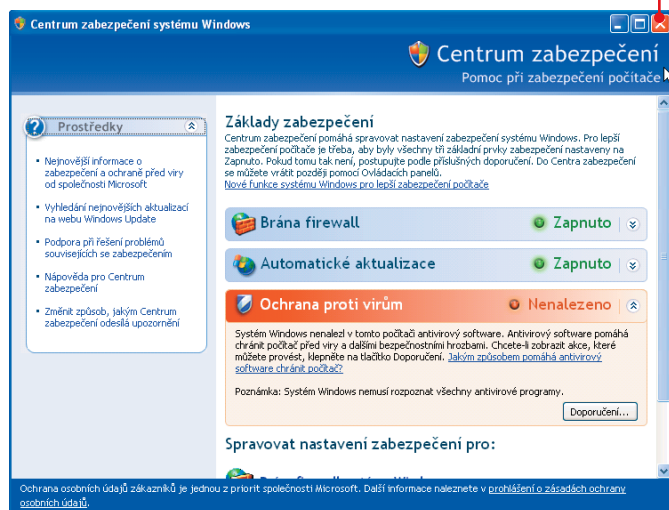 Centrum zabezpečení systému Windows
Centrum zabezpečení
Pomoc při zabezpečení počítače
Prostředky
Nejnovější informace o
zabezpečení a ochraně před viry
od společnosti Microsoft
Vyhledání nejnovějších aktualizací
na webu Windows Update
Podpora při řešení problémů
souvisejících se zabezpečením
Nápověda pro Centrum
zabezpečení
Změnit způsob, jakým Centrum
zabezpečení odesílá upozornění
Základy zabezpečení
Centrum zabezpečení pomáhá spravovat nastavení zabezpečení systému Windows. Pro lepší
zabezpečení počítače je třeba, aby byly všechny tři základní prvky zabezpečení nastaveny na
Zapnuto. Pokud tomu tak není, postupujte podle příslušných doporučení. Do Centra zabezpečení
se můžete vrátit později pomocí Ovládacích panelů.
Nové funkce systému Windows pro lepší zabezpečení počítače
Brána firewall Zapnuto
Automatické aktualizace Zapnuto
Ochrana proti virům Nenalezeno
Systém Windows nenalezl v tomto počítači antivirový software. Antivirový software pomáhá
chránit počítač před viry a dalšími bezpečnostními hrozbami. Chcete-li zobrazit akce, které
můžete provést, klepněte na tlačítko Doporučení. Jakým způsobem pomáhá antivirový
software chránit počítač?
Poznámka: Systém Windows nemusí rozpoznat všechny antivirové programy.
Doporučení...
Spravovat nastavení zabezpečení pro:
Ochrana osobních údajů zákazníků je jednou z priorit společnosti Microsoft. Další informace naleznete v prohlášení o zásadách ochrany
osobních údajů.